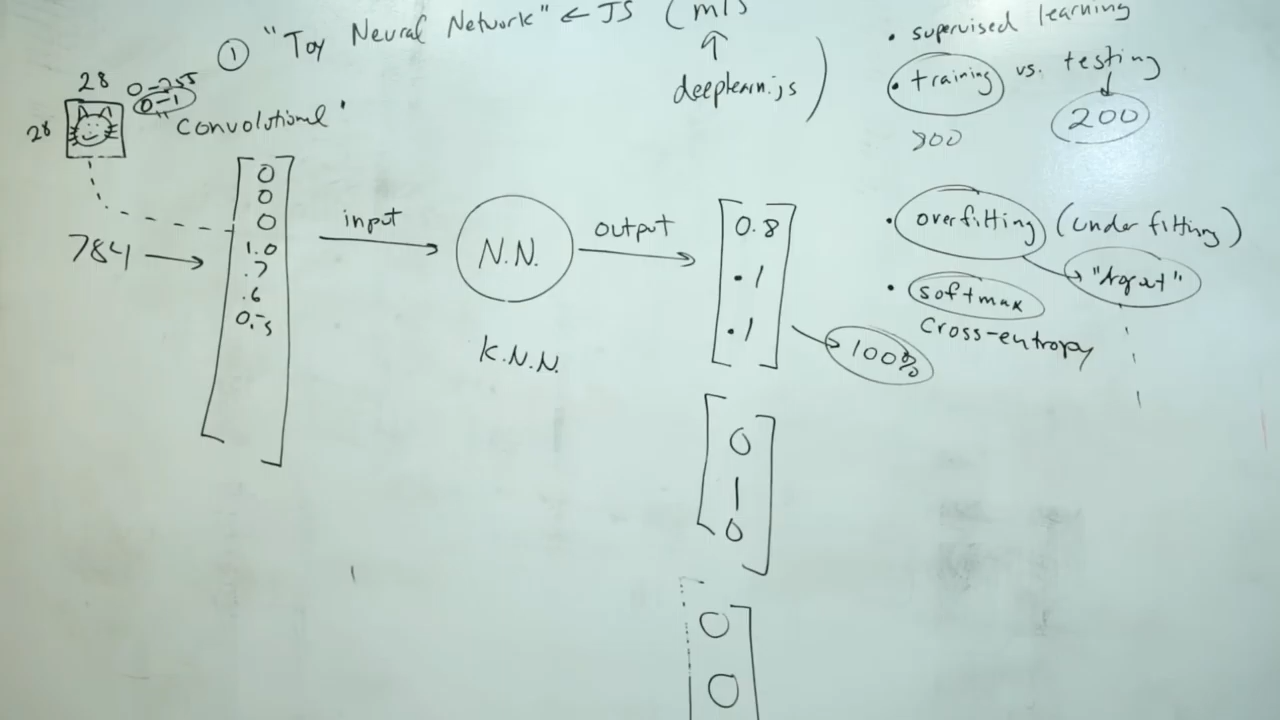 ① "Toy Neural Network" ← JS (m15
deeplearn.js)
28
0-255
0-1
28
"Convolutional"
784 →
0
0
0
1.0
.7
.6
0.5
input
N.N.
K.N.N.
output
0.8
.1
.1
100%
0
1
0
0
0
• supervised learning
• training vs. testing
800
200
• overfitting (underfitting)
• softmax
cross-entropy